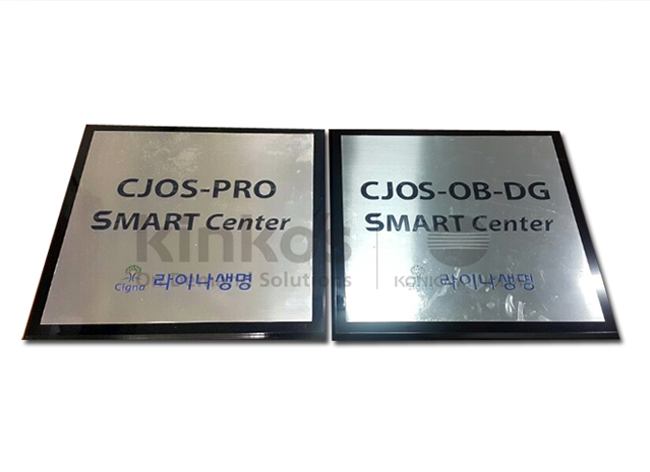 CJOS-PRO
SMART Center
Cigna 라이나생명
CJOS-OB-DG
SMART Center
라이나생명
Kinko's
Solutions